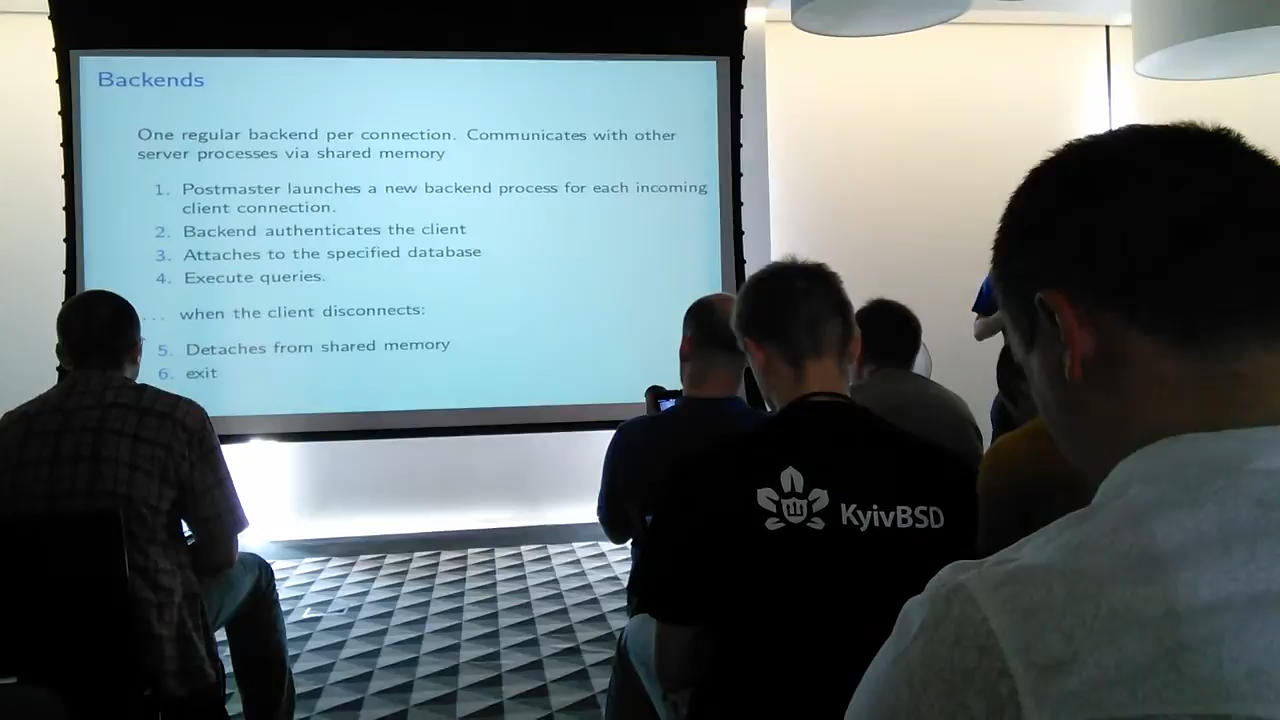 Backends
One regular backend per connection. Communicates with other
server processes via shared memory
1. Postmaster launches a new backend process for each incoming
client connection.
2. Backend authenticates the client
3. Attaches to the specified database
4. Execute queries.
... when the client disconnects:
5. Detaches from shared memory
6. exit
KyivBSD